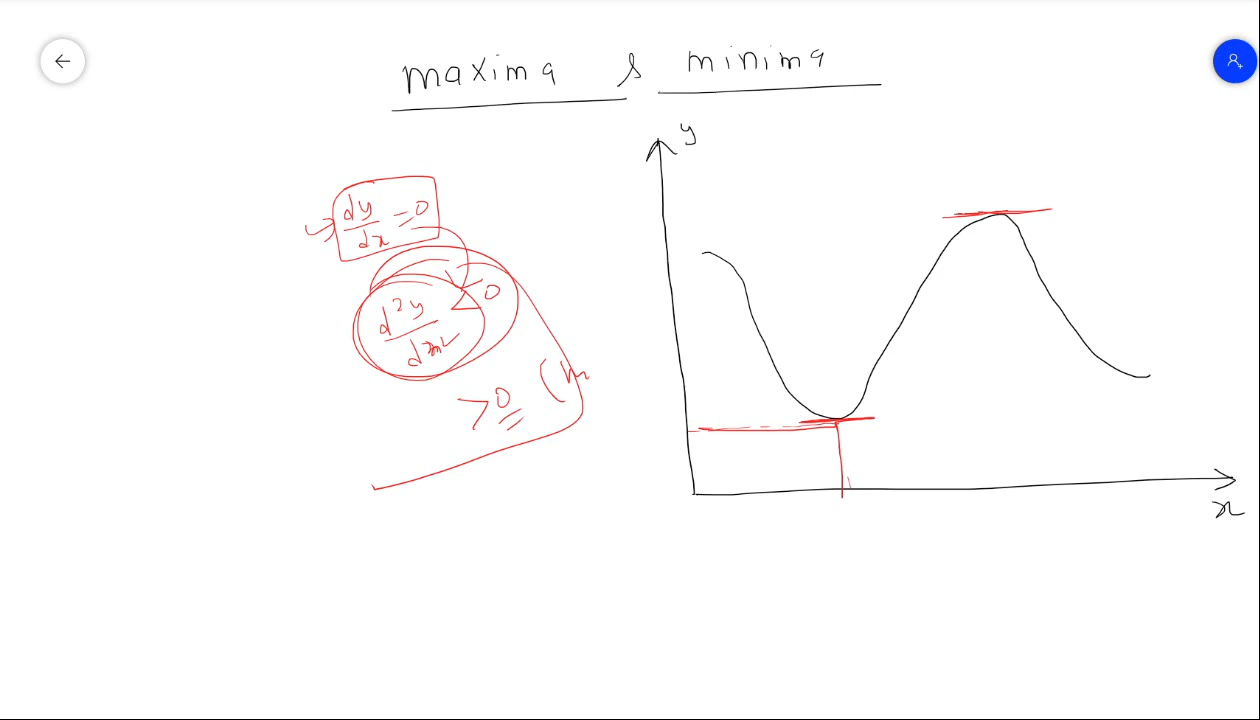 maxima & minima
y
dy/dx = 0
d²y/dx² < 0
> 0 (
x